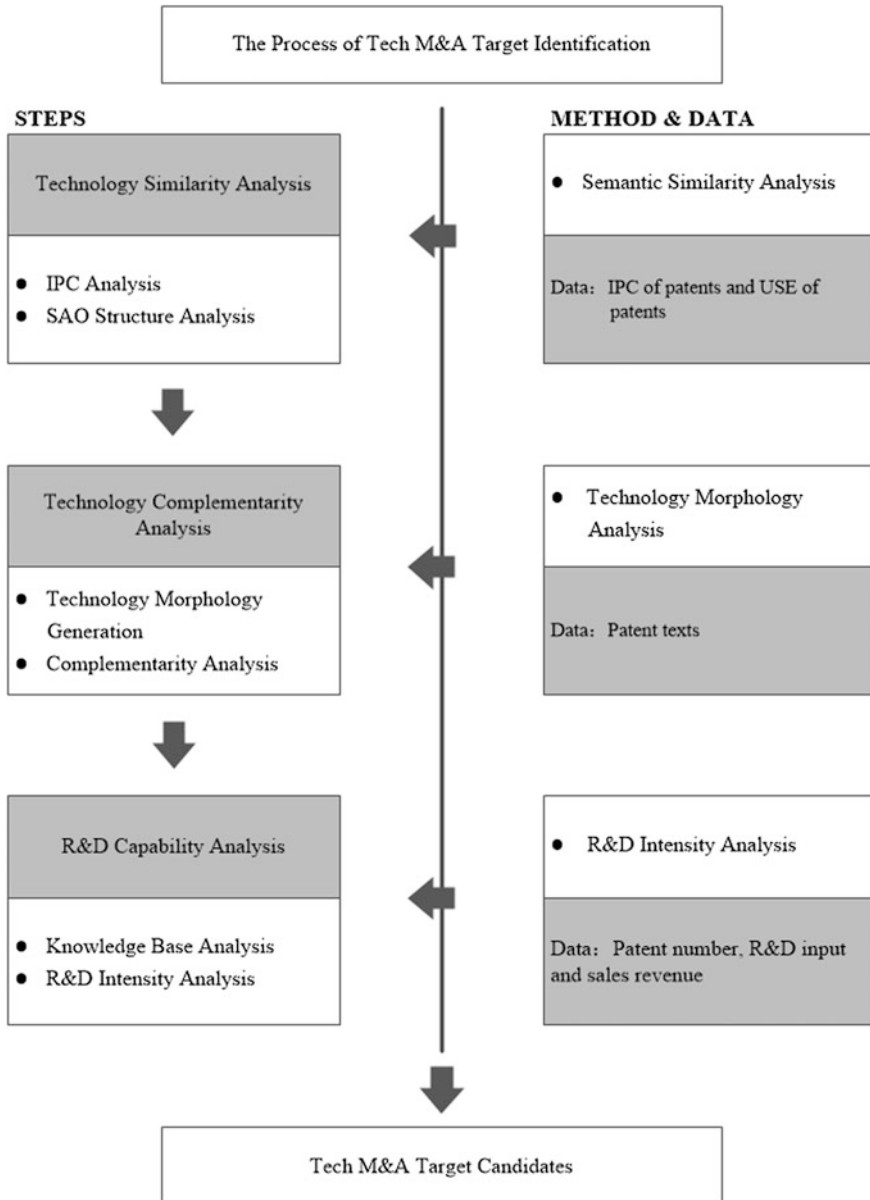 The Process of Tech M&A Target Identification
STEPS
METHOD & DATA
Technology Similarity Analysis
● IPC Analysis
● SAO Structure Analysis
● Semantic Similarity Analysis
Data：IPC of patents and USE of
patents
Technology Complementarity
Analysis
● Technology Morphology
Generation
● Complementarity Analysis
● Technology Morphology
Analysis
Data：Patent texts
R&D Capability Analysis
● Knowledge Base Analysis
● R&D Intensity Analysis
● R&D Intensity Analysis
Data：Patent number, R&D input
and sales revenue
Tech M&A Target Candidates